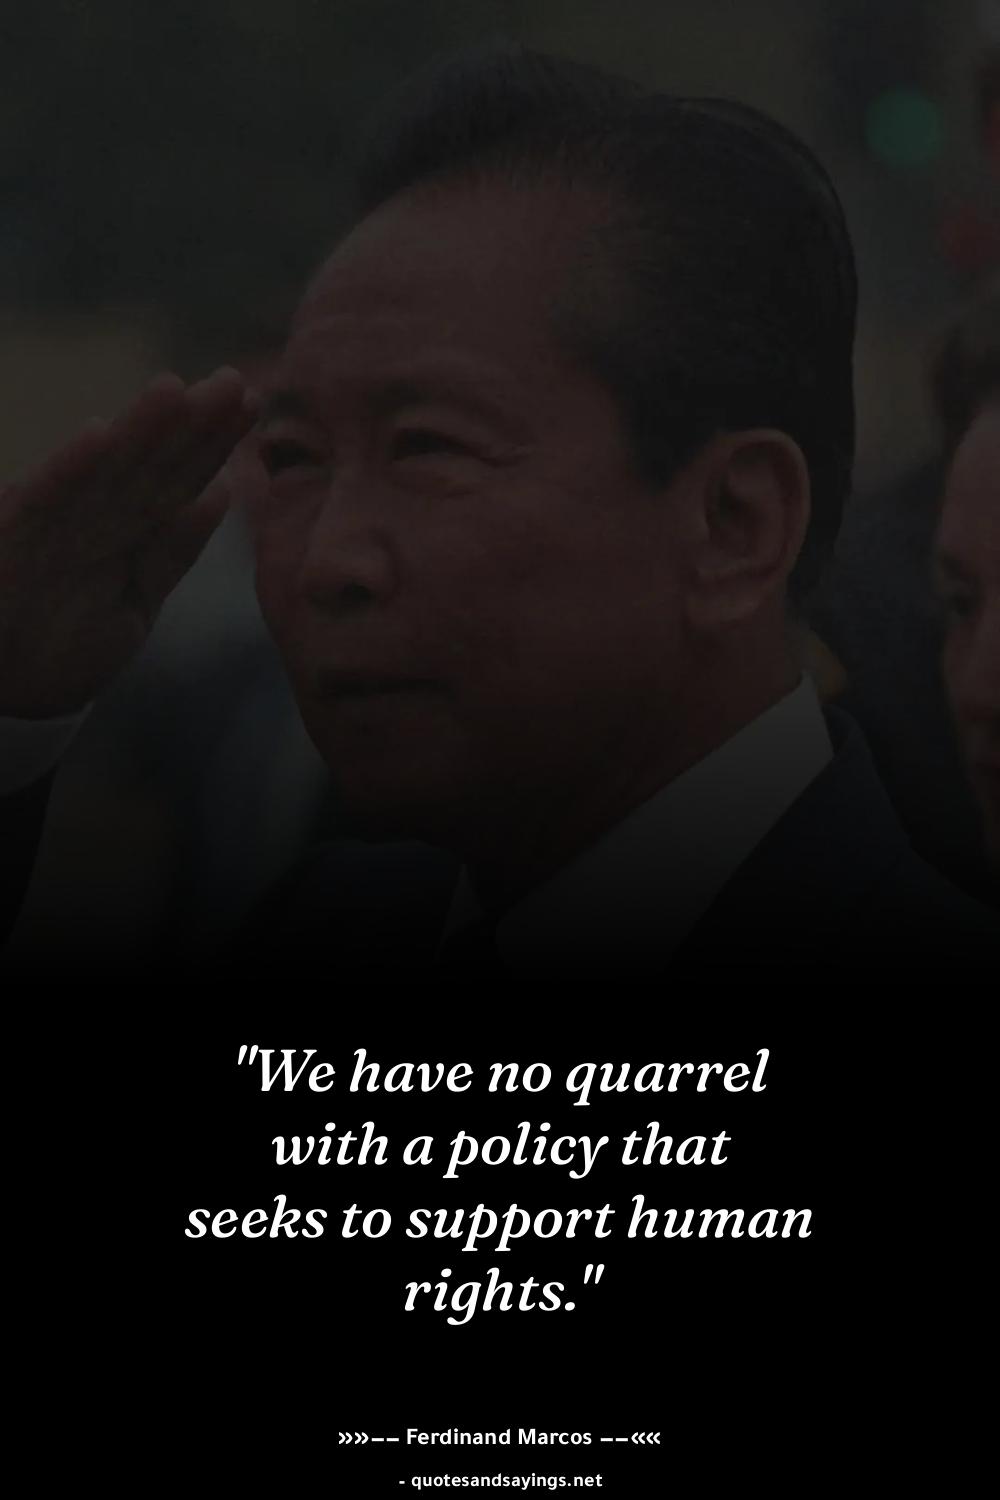 "We have no quarrel
with a policy that
seeks to support human
rights."
»»−− Ferdinand Marcos −−««
- quotesandsayings.net